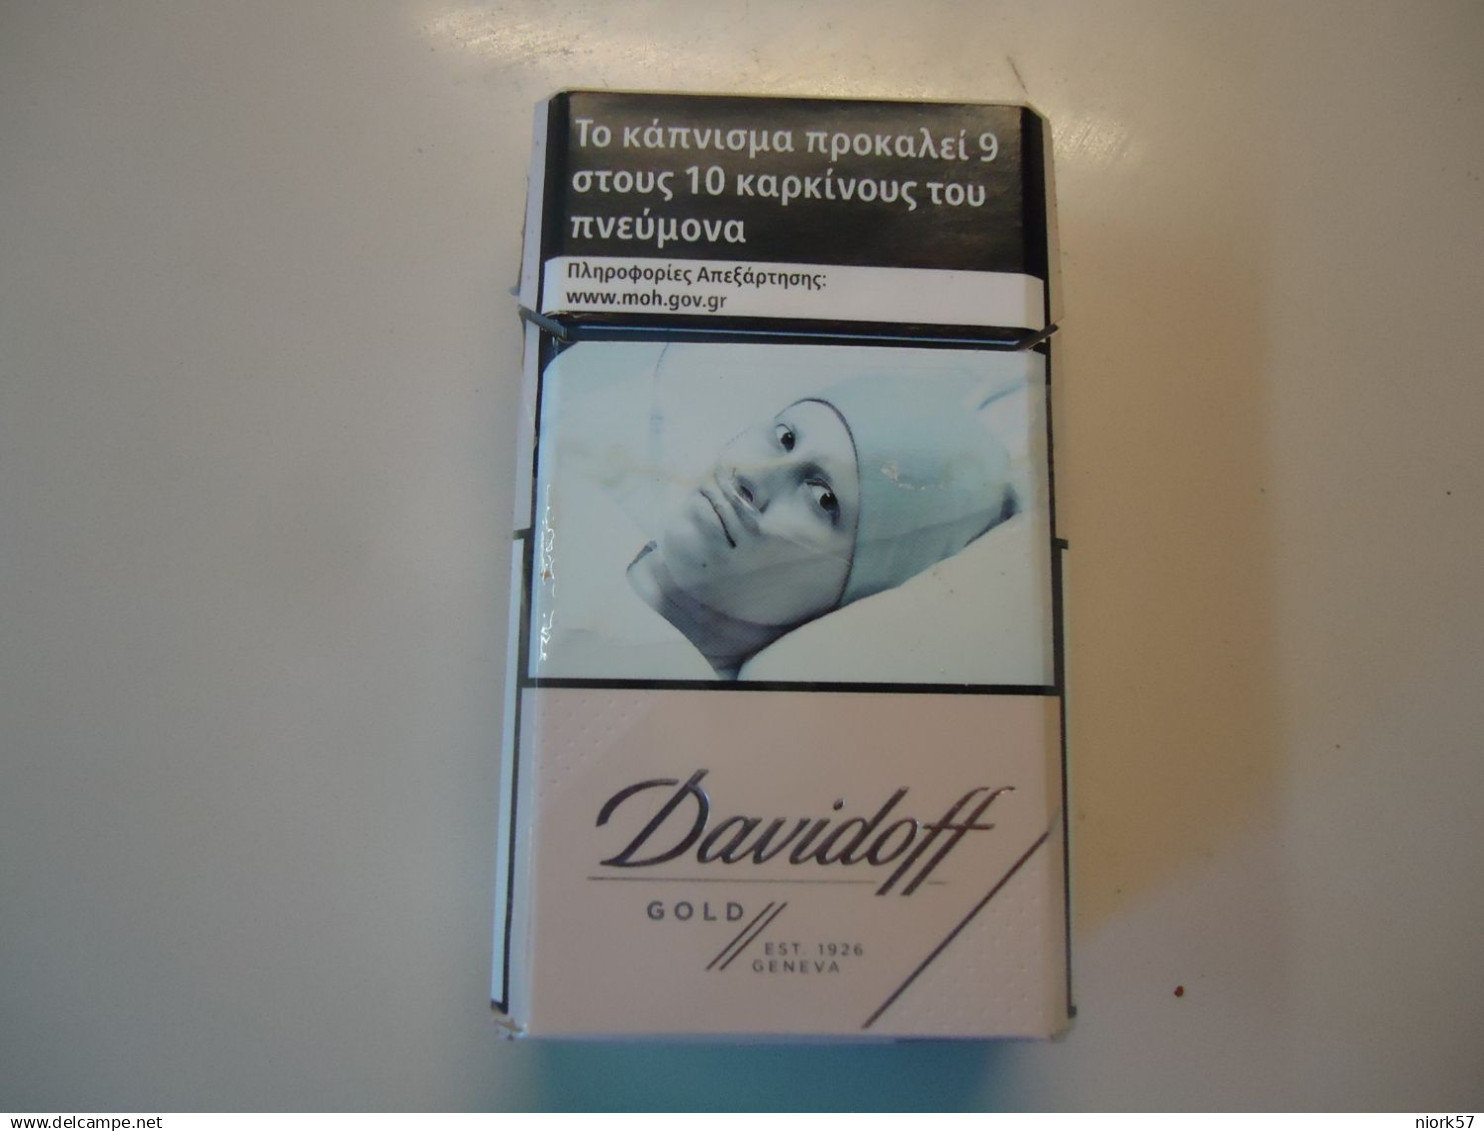 Το κάπνισμα προκαλεί 9
στους 10 καρκίνους του
πνεύμονα
Πληροφορίες Απεξάρτησης:
www.moh.gov.gr
Davidoff
GOLD
EST. 1926
GENEVA
delcampe.net
niork57